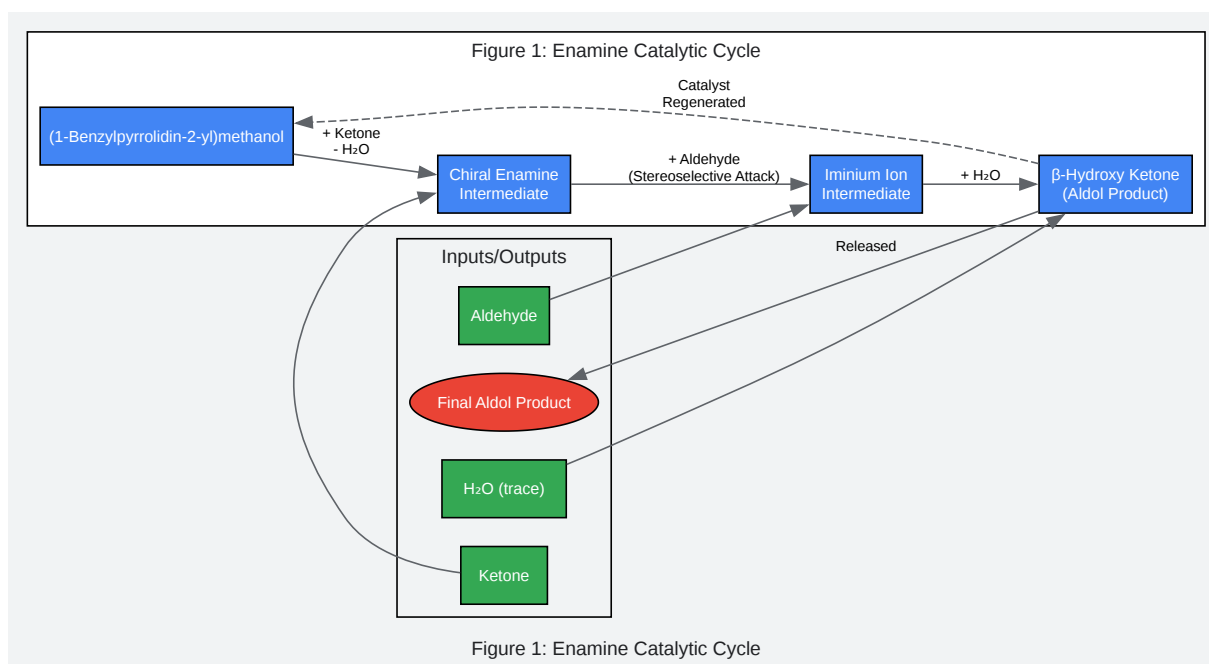 Figure 1: Enamine Catalytic Cycle
Catalyst
Regenerated
(1-Benzylpyrrolidin-2-yl)methanol
+ Ketone
- H₂O
Chiral Enamine
Intermediate
+ Aldehyde
(Stereoselective Attack)
Iminium Ion
Intermediate
+ H₂O
β-Hydroxy Ketone
(Aldol Product)
Released
Inputs/Outputs
Aldehyde
Final Aldol Product
H₂O (trace)
Ketone
Figure 1: Enamine Catalytic Cycle